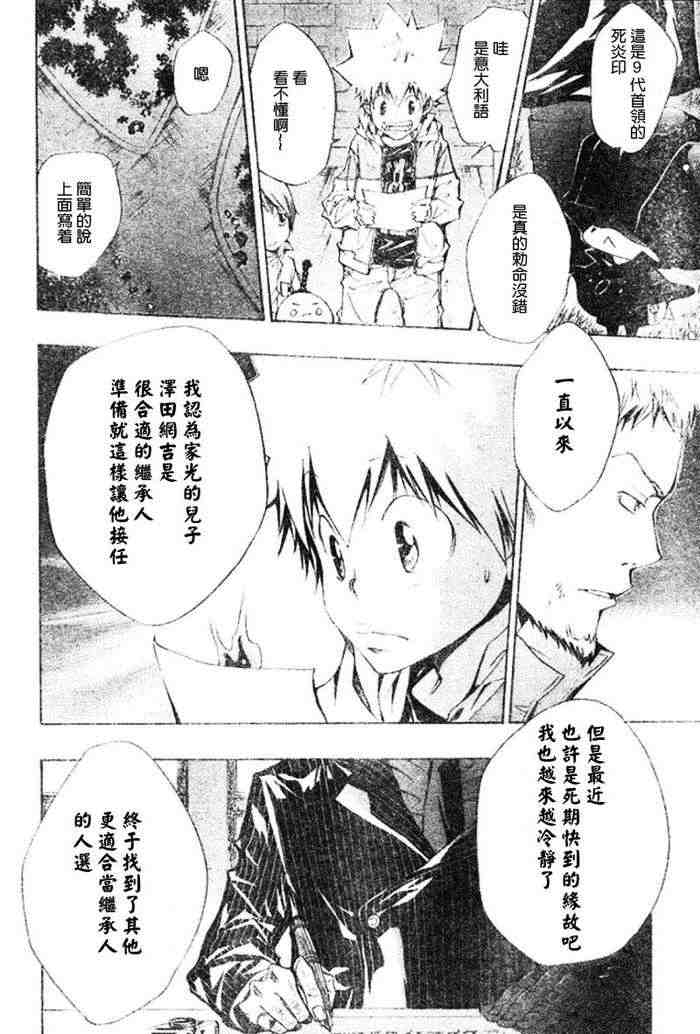 這是9代首領的
死炎印
是真的勅命沒錯
哇
是意大利語
看
看不懂啊~
嗯
簡單的說
上面寫着
一直以來
我認為家光的兒子
澤田網吉是
很合適的继承人
準備就這樣讓他接任
但是最近
也許是死期快到的緣故吧
我也越來越冷靜了
終于找到了其他
更適合當继承人
的人選